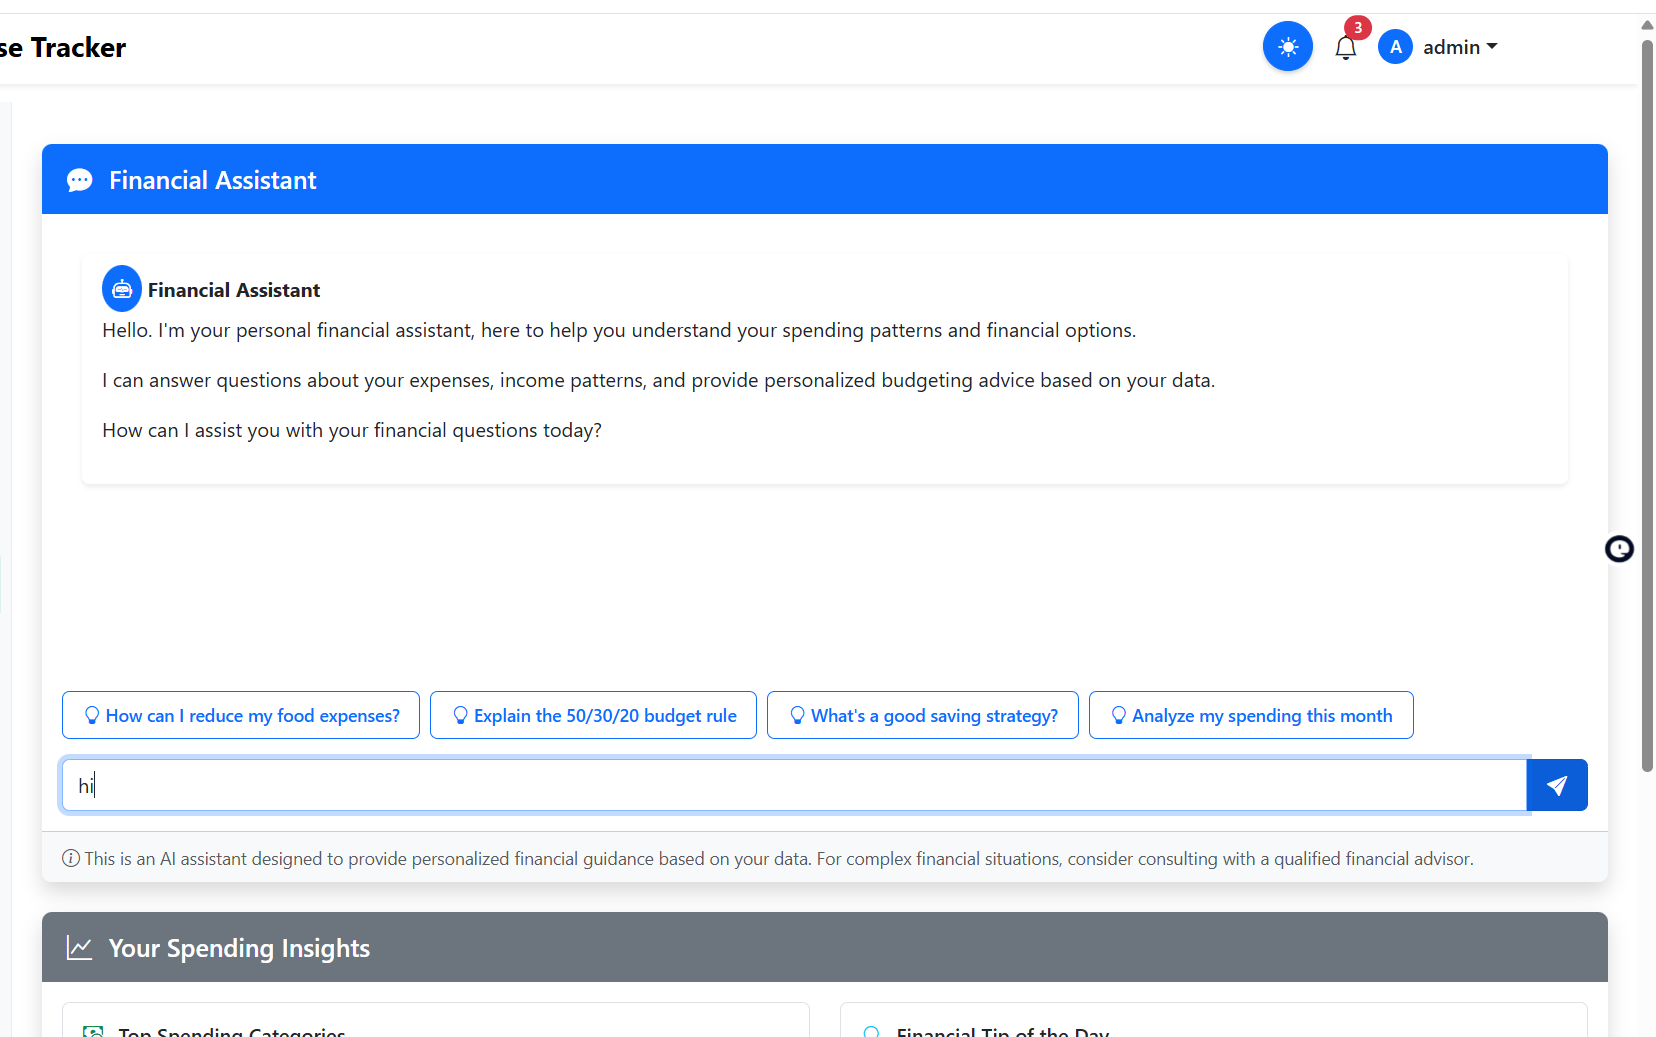 se Tracker
3
A
admin
Financial Assistant
Financial Assistant
Hello. I'm your personal financial assistant, here to help you understand your spending patterns and financial options.
I can answer questions about your expenses, income patterns, and provide personalized budgeting advice based on your data.
How can I assist you with your financial questions today?
How can I reduce my food expenses?
Explain the 50/30/20 budget rule
What's a good saving strategy?
Analyze my spending this month
hi
This is an AI assistant designed to provide personalized financial guidance based on your data. For complex financial situations, consider consulting with a qualified financial advisor.
Your Spending Insights
Top Spending Categories
Financial Tip of the Day